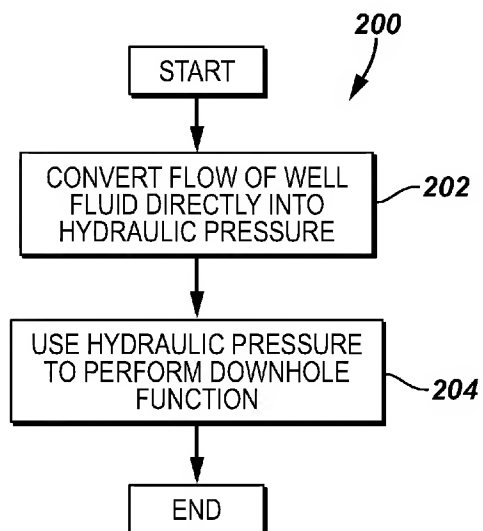 200
START
CONVERT FLOW OF WELL
FLUID DIRECTLY INTO
HYDRAULIC PRESSURE
202
USE HYDRAULIC PRESSURE
TO PERFORM DOWNHOLE
FUNCTION
204
END